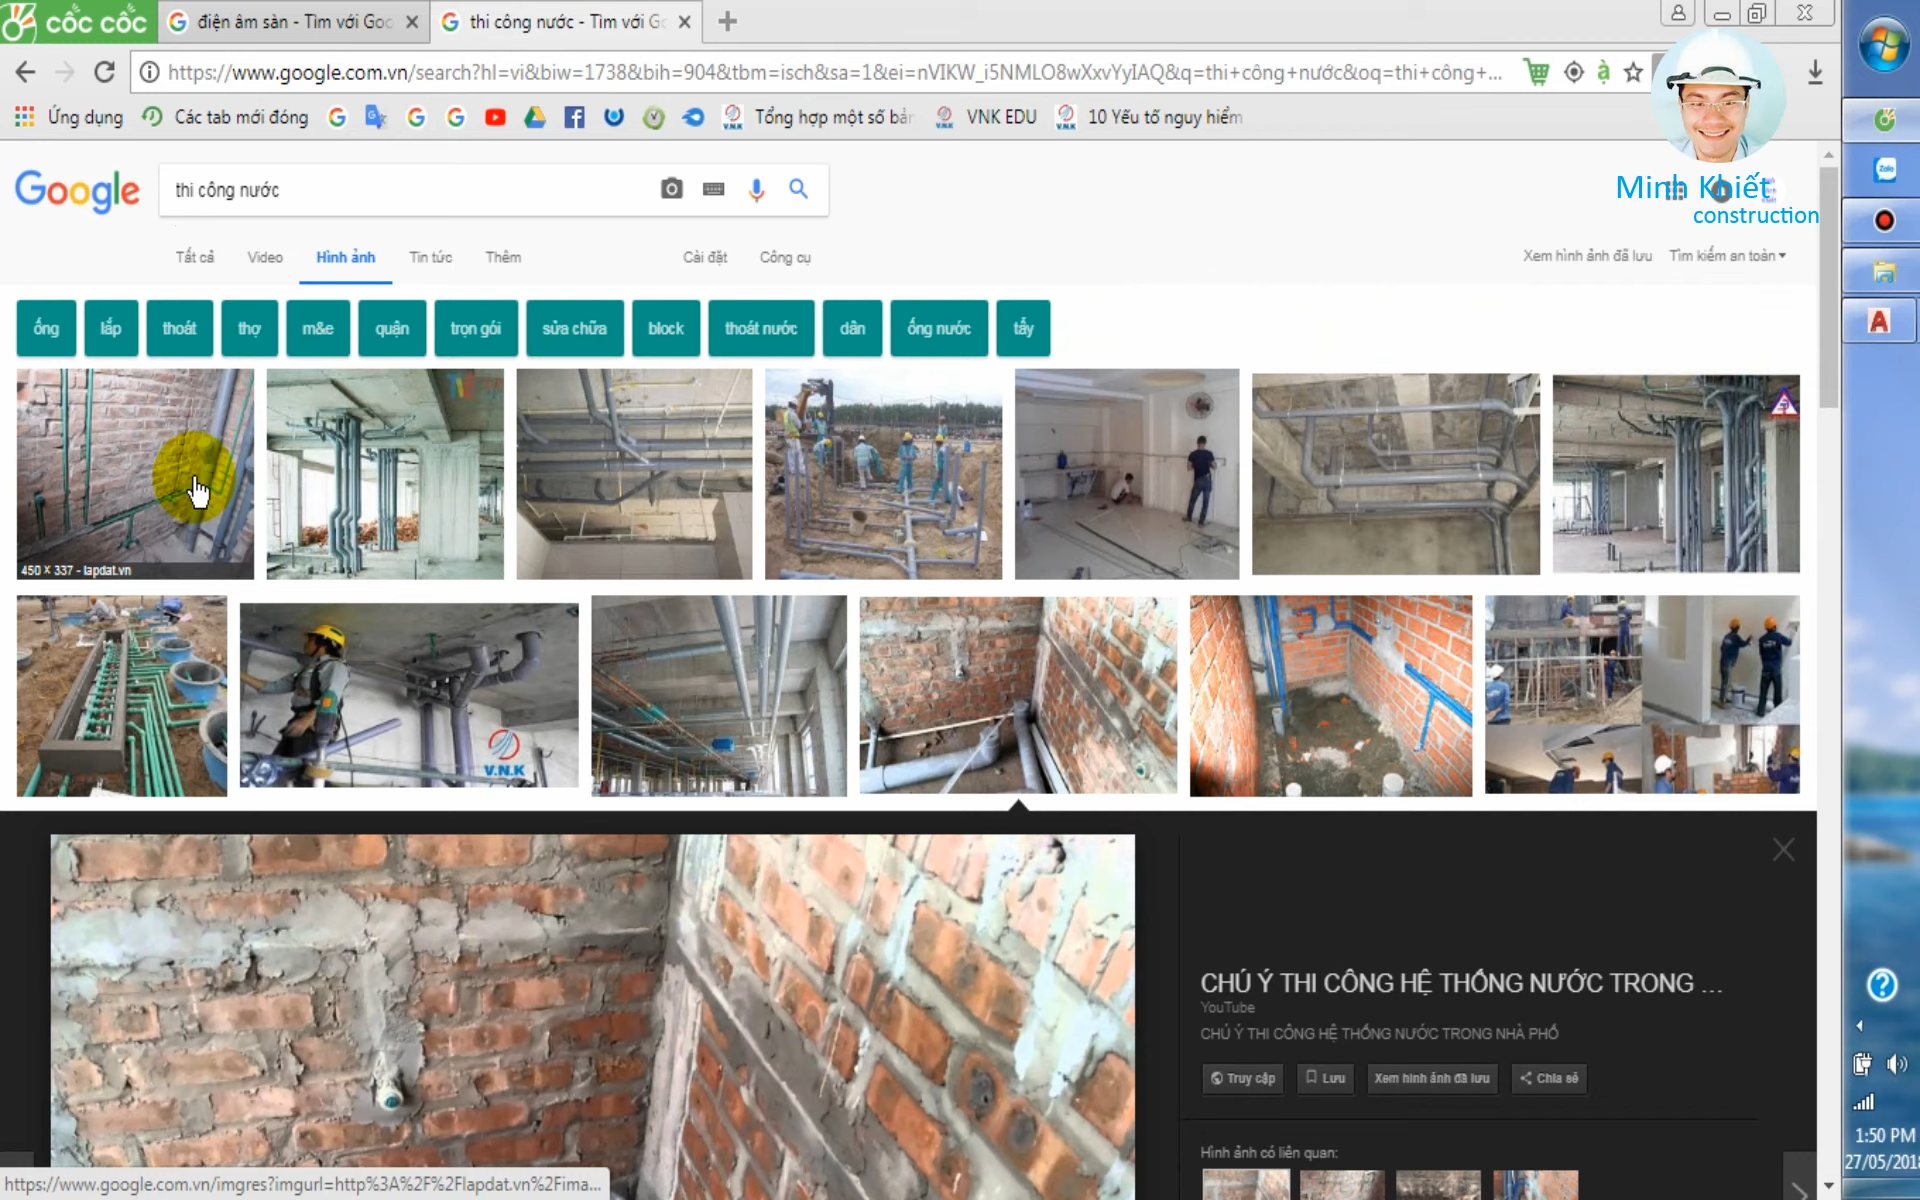 cốc cốc
điện âm sàn - Tìm với Goo
thi công nước - Tìm với G
https://www.google.com.vn/search?hl=vi&biw=1738&bih=904&tbm=isch&sa=1&ei=nVIKW_i5NMLO8wXxvYyIAQ&q=thi+công+nước&oq=thi+công+...
Ứng dụng
Các tab mới đóng
Tổng hợp một số bản
VNK EDU
10 Yếu tố nguy hiểm
Google
thi công nước
Minh Khiết
construction
Tất cả
Video
Hình ảnh
Tin tức
Thêm
Cài đặt
Công cụ
Xem hình ảnh đã lưu
Tìm kiếm an toàn
ống
lắp
thoát
thợ
m&e
quận
trọn gói
sửa chữa
block
thoát nước
dân
ống nước
tẩy
450 × 337 - lapdat.vn
V.N.K
CHÚ Ý THI CÔNG HỆ THỐNG NƯỚC TRONG ...
YouTube
CHÚ Ý THI CÔNG HỆ THỐNG NƯỚC TRONG NHÀ PHỐ
Truy cập
Lưu
Xem hình ảnh đã lưu
Chia sẻ
Hình ảnh có liên quan:
https://www.google.com.vn/imgres?imgurl=http%3A%2F%2Flapdat.vn%2Fima...
Zalo
1:50 PM
27/05/201